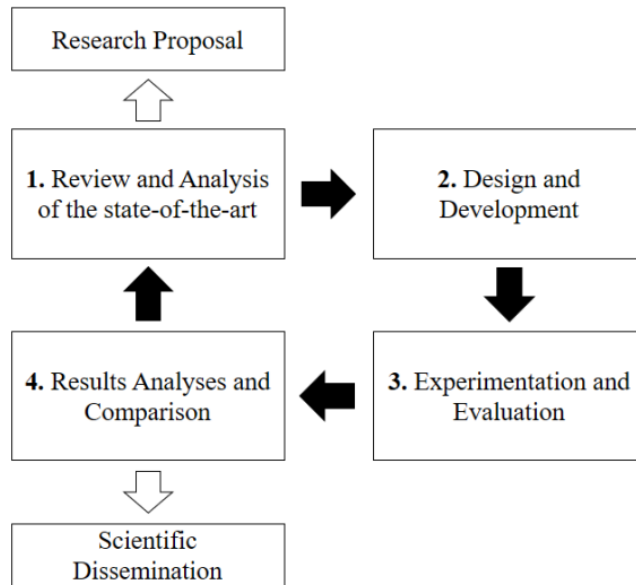 Research Proposal
1. Review and Analysis
of the state-of-the-art
2. Design and
Development
4. Results Analyses and
Comparison
3. Experimentation and
Evaluation
Scientific
Dissemination